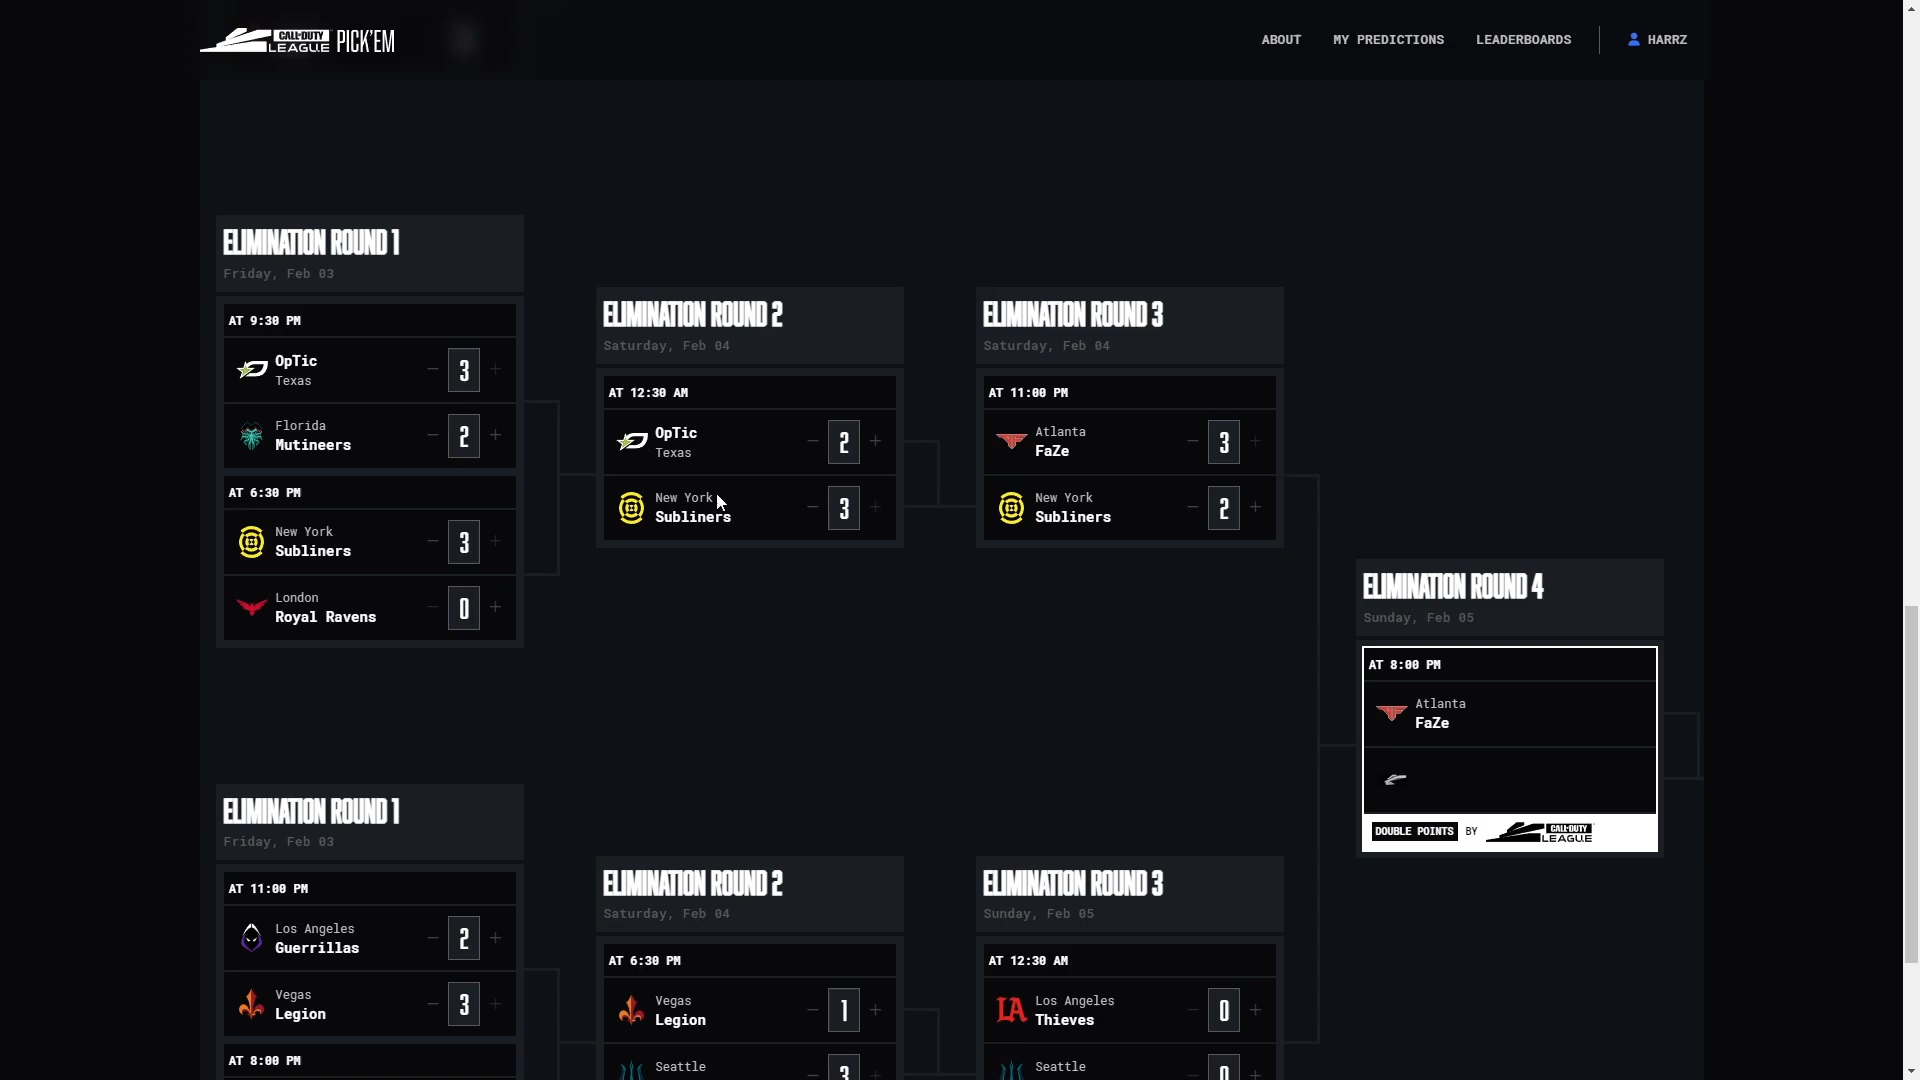 CALL·DUTY
LEAGUE PICK'EM
ABOUT
MY PREDICTIONS
LEADERBOARDS
HARRZ
ELIMINATION ROUND 1
Friday, Feb 03
AT 9:30 PM
OpTic
Texas
3
Florida
Mutineers
2
AT 6:30 PM
New York
Subliners
3
London
Royal Ravens
0
ELIMINATION ROUND 2
Saturday, Feb 04
AT 12:30 AM
OpTic
Texas
2
New York
Subliners
3
ELIMINATION ROUND 3
Saturday, Feb 04
AT 11:00 PM
Atlanta
FaZe
3
New York
Subliners
2
ELIMINATION ROUND 4
Sunday, Feb 05
AT 8:00 PM
Atlanta
FaZe
DOUBLE POINTS BY CALL·DUTY
LEAGUE
ELIMINATION ROUND 1
Friday, Feb 03
AT 11:00 PM
Los Angeles
Guerrillas
2
Vegas
Legion
3
AT 8:00 PM
ELIMINATION ROUND 2
Saturday, Feb 04
AT 6:30 PM
Vegas
Legion
1
Seattle
3
ELIMINATION ROUND 3
Sunday, Feb 05
AT 12:30 AM
LA
Los Angeles
Thieves
0
Seattle
0